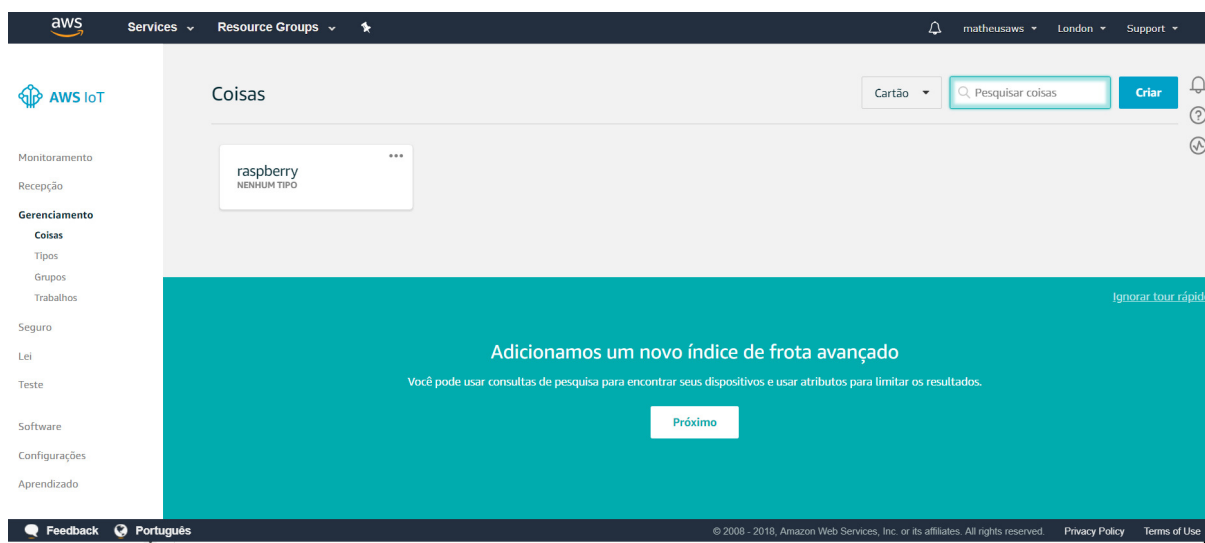 aws Services Resource Groups matheusaws London Support
AWS IoT
Coisas
Cartão
Pesquisar coisas
Criar
Monitoramento
Recepção
Gerenciamento
Coisas
Tipos
Grupos
Trabalhos
Seguro
Lei
Teste
Software
Configurações
Aprendizado
raspberry
NENHUM TIPO
Ignorar tour rápid
Adicionamos um novo índice de frota avançado
Você pode usar consultas de pesquisa para encontrar seus dispositivos e usar atributos para limitar os resultados.
Próximo
Feedback Português © 2008 - 2018, Amazon Web Services, Inc. or its affiliates. All rights reserved. Privacy Policy Terms of Use